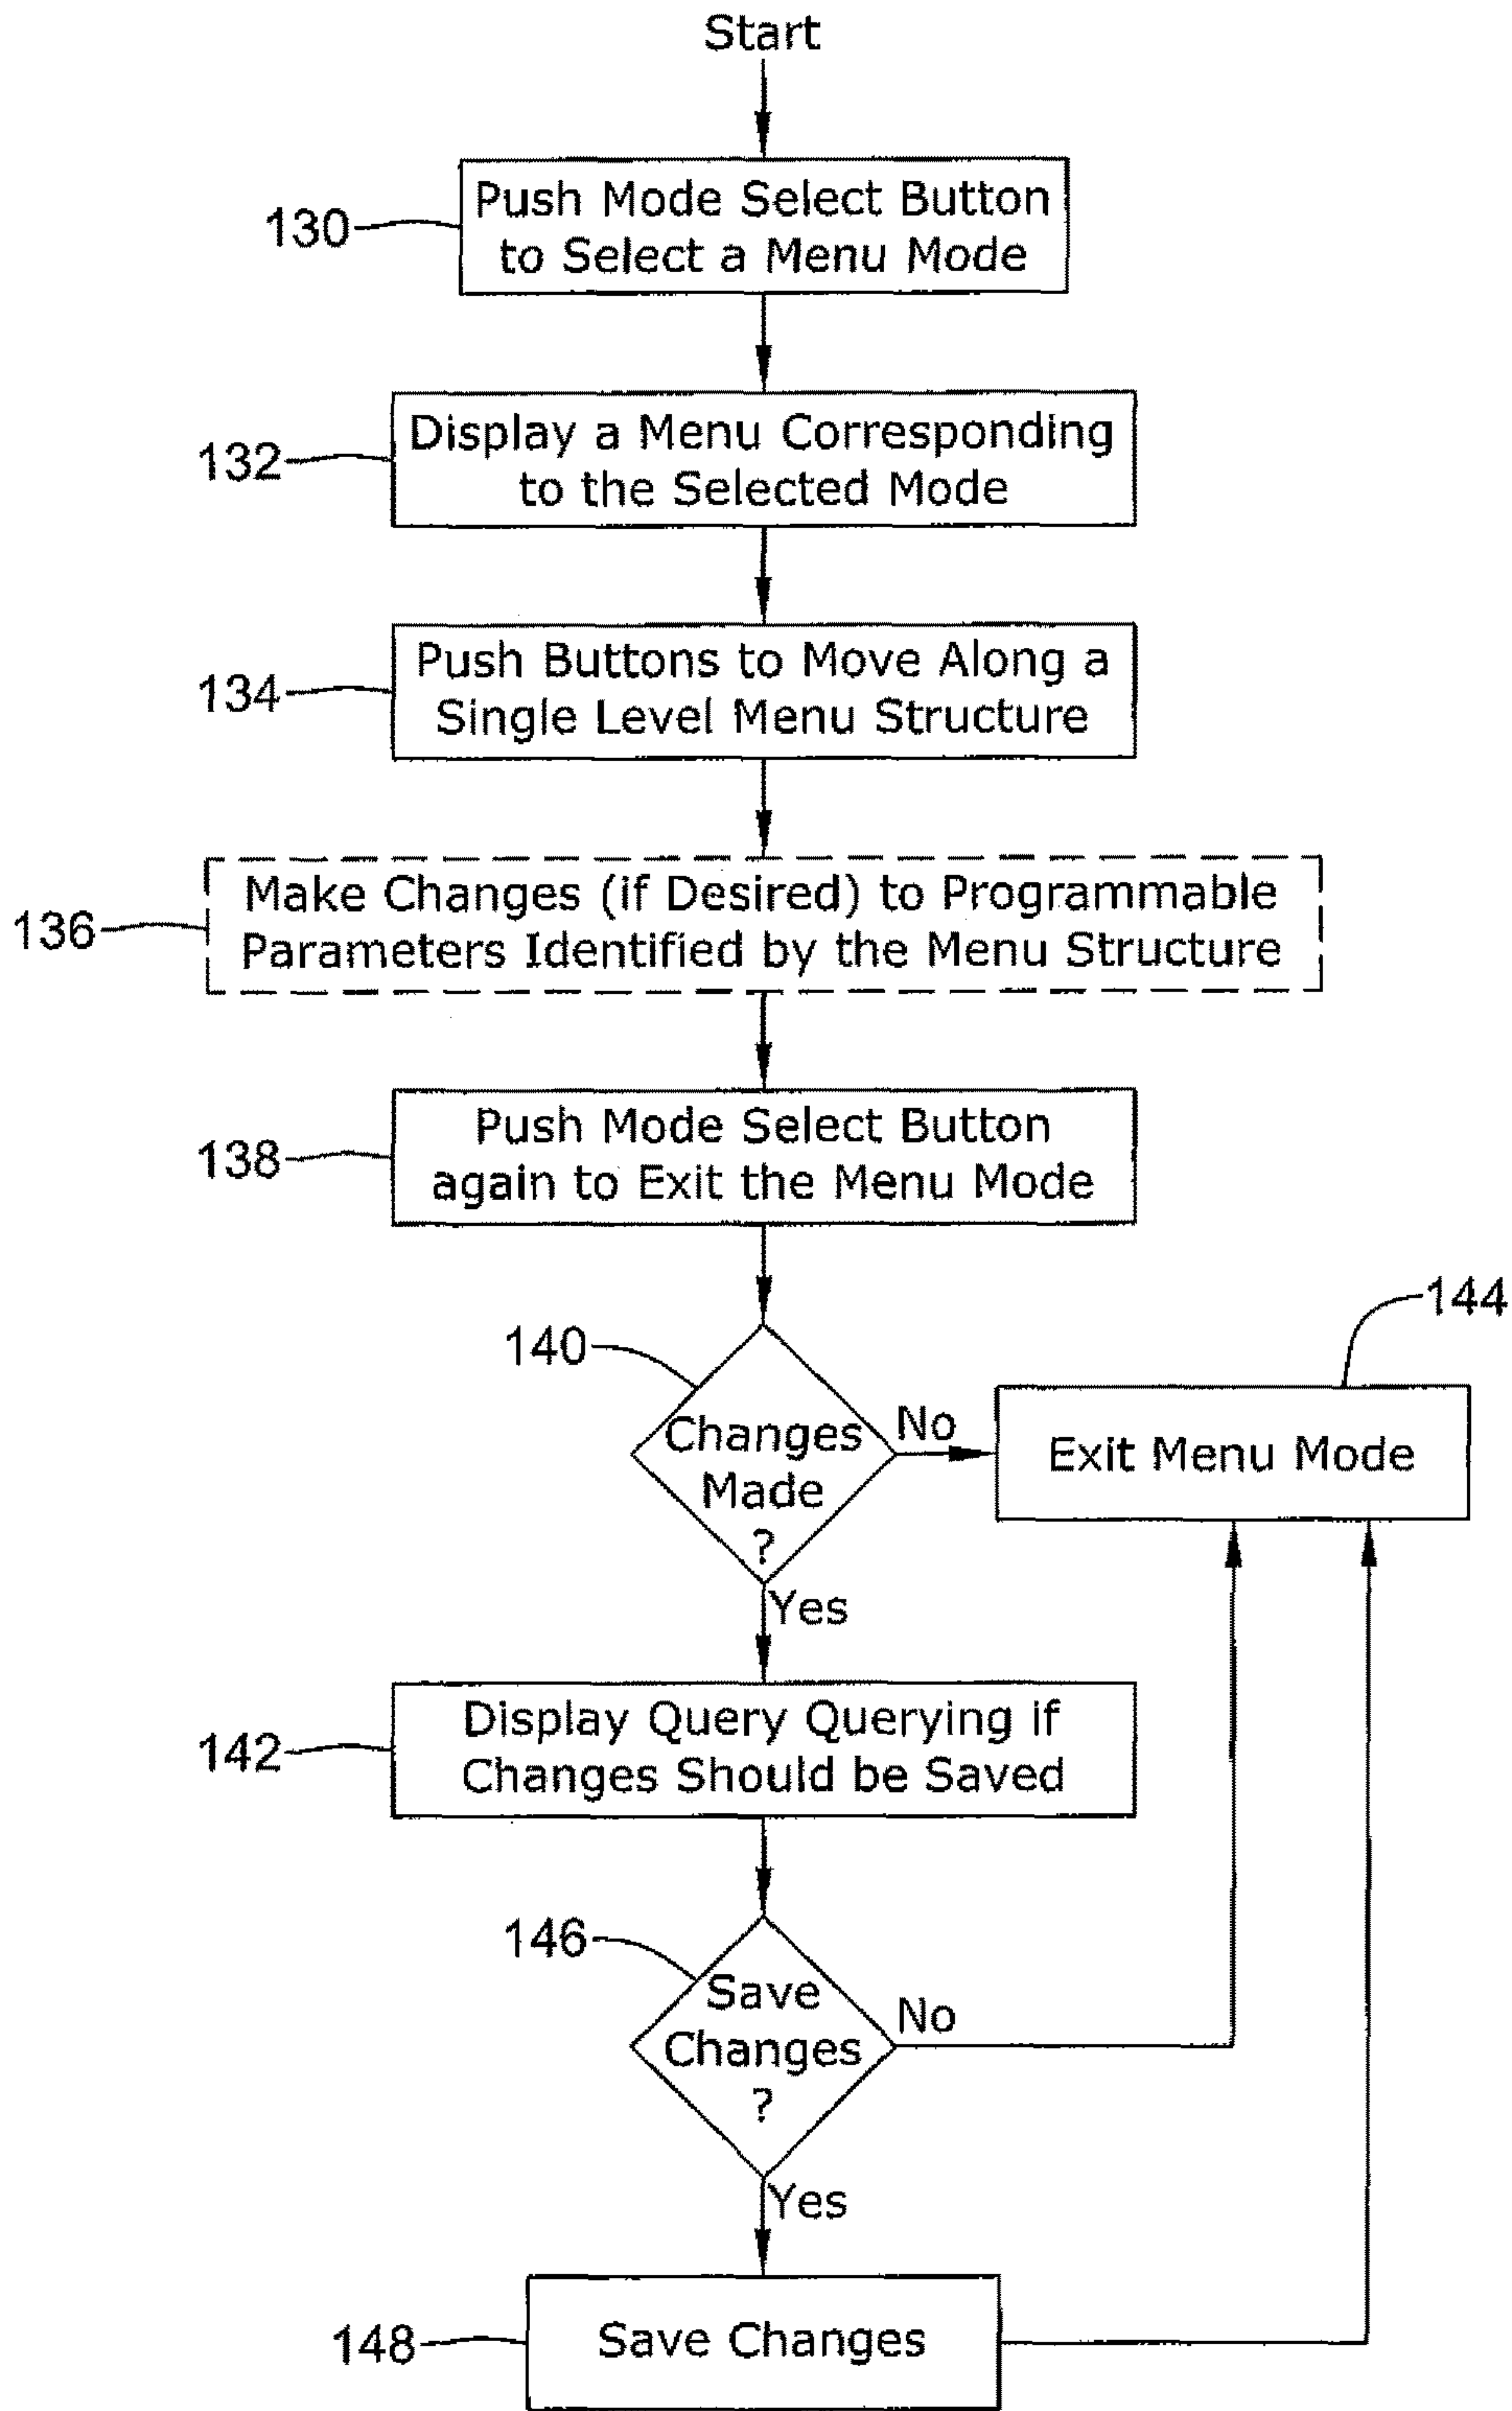 Start
130
Push Mode Select Button
to Select a Menu Mode
132
Display a Menu Corresponding
to the Selected Mode
134
Push Buttons to Move Along a
Single Level Menu Structure
136
Make Changes (if Desired) to Programmable
Parameters Identified by the Menu Structure
138
Push Mode Select Button
again to Exit the Menu Mode
140
Changes
Made
?
No
144
Exit Menu Mode
Yes
142
Display Query Querying if
Changes Should be Saved
146
Save
Changes
?
No
Yes
148
Save Changes